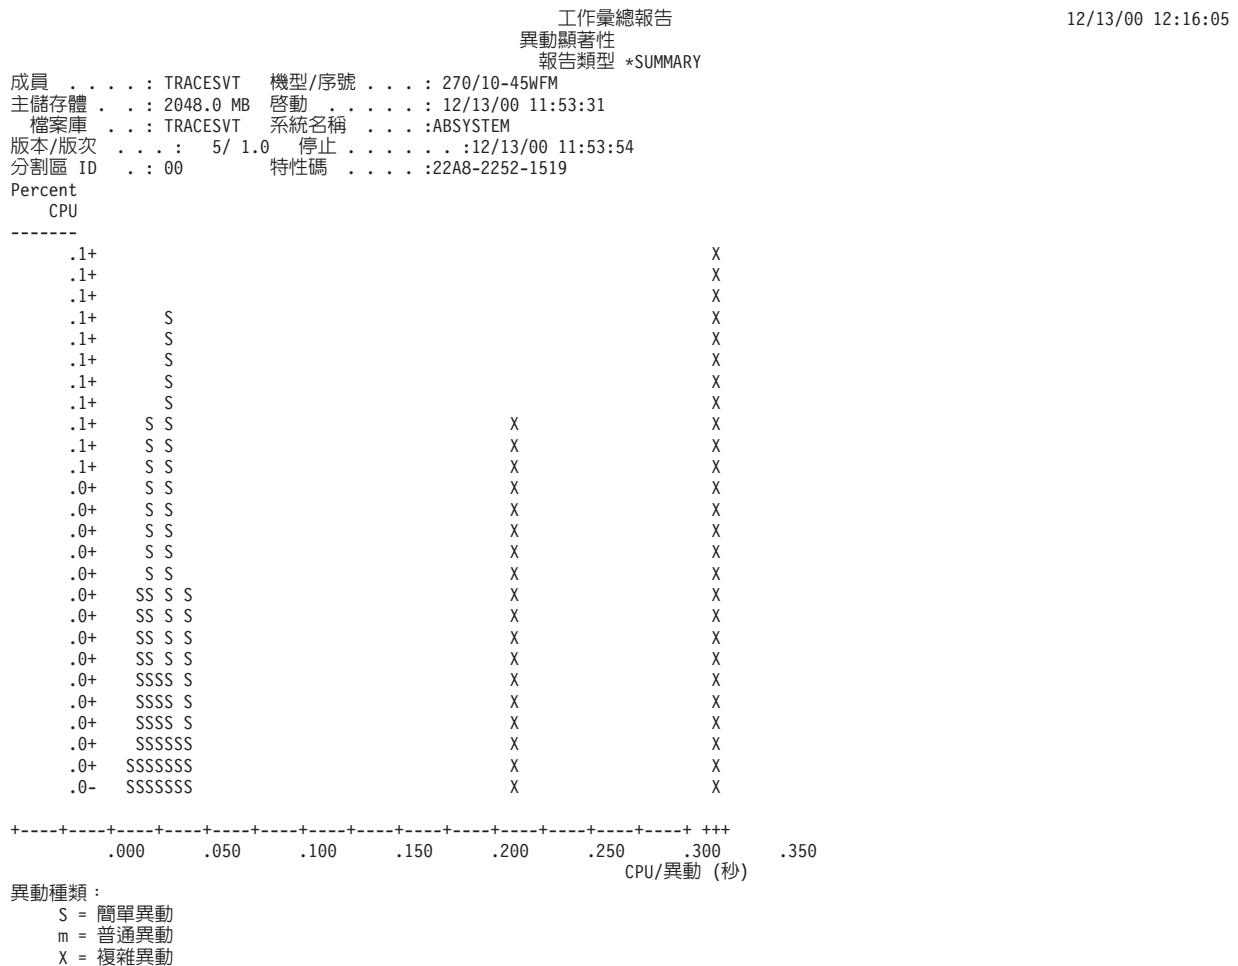 工作彙總報告 12/13/00 12:16:05
異動顯著性
報告類型 *SUMMARY
成員 . . . . . : TRACESVT 機型/序號 . . . : 270/10-45WFM
主儲存體 . . . : 2048.0 MB 啓動 . . . . . : 12/13/00 11:53:31
檔案庫 . . . : TRACESVT 系統名稱 . . . :ABSYSTEM
版本/版次 . . . . : 5/ 1.0 停止 . . . . . . . :12/13/00 11:53:54
分割區 ID . . : 00 特性碼 . . . . :22A8-2252-1519
Percent
CPU
-------
.1+ X
.1+ X
.1+ X
.1+ S X
.1+ S X
.1+ S X
.1+ S X
.1+ S X
.1+ S S X X
.1+ S S X X
.1+ S S X X
.0+ S S X X
.0+ S S X X
.0+ S S X X
.0+ S S X X
.0+ S S X X
.0+ SS S S X X
.0+ SS S S X X
.0+ SS S S X X
.0+ SS S S X X
.0+ SSSS S X X
.0+ SSSS S X X
.0+ SSSS S X X
.0+ SSSSSS X X
.0+ SSSSSSS X X
.0- SSSSSSS X X
+----+----+----+----+----+----+----+----+----+----+----+----+----+----+ +++
.000 .050 .100 .150 .200 .250 .300 .350
CPU/異動 (秒)
異動種類：
S = 簡單異動
m = 普通異動
X = 複雜異動